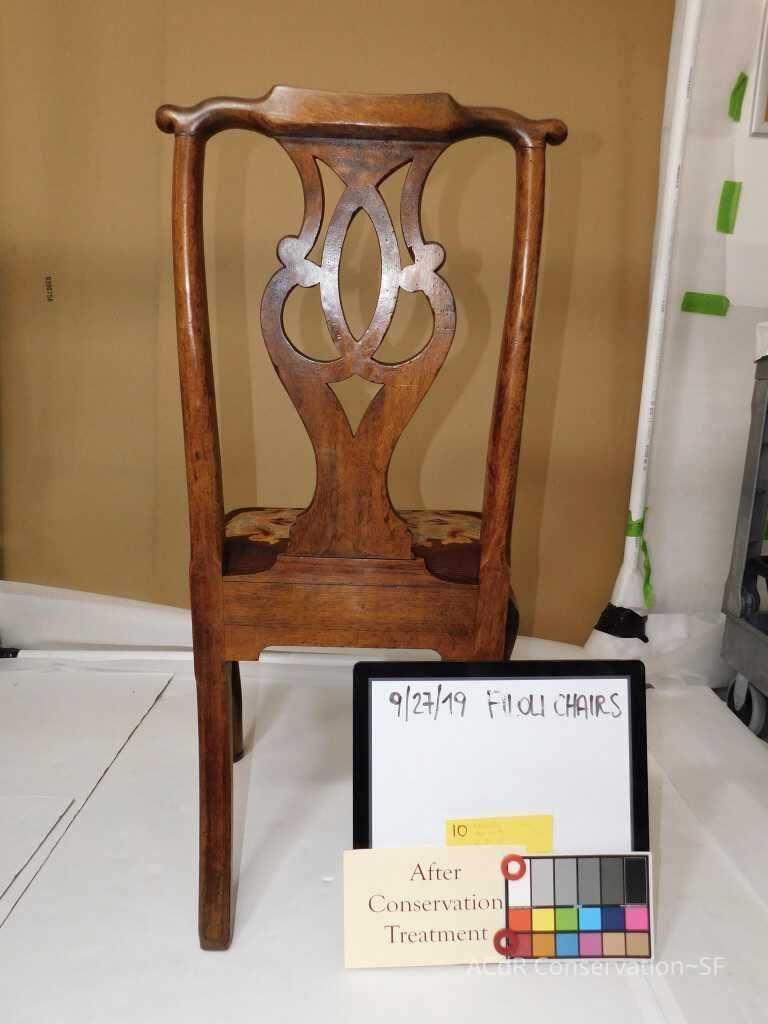 9/27/19 FILOLI CHAIRS
10
After
Conservation
Treatment
ACdR Conservation~SF